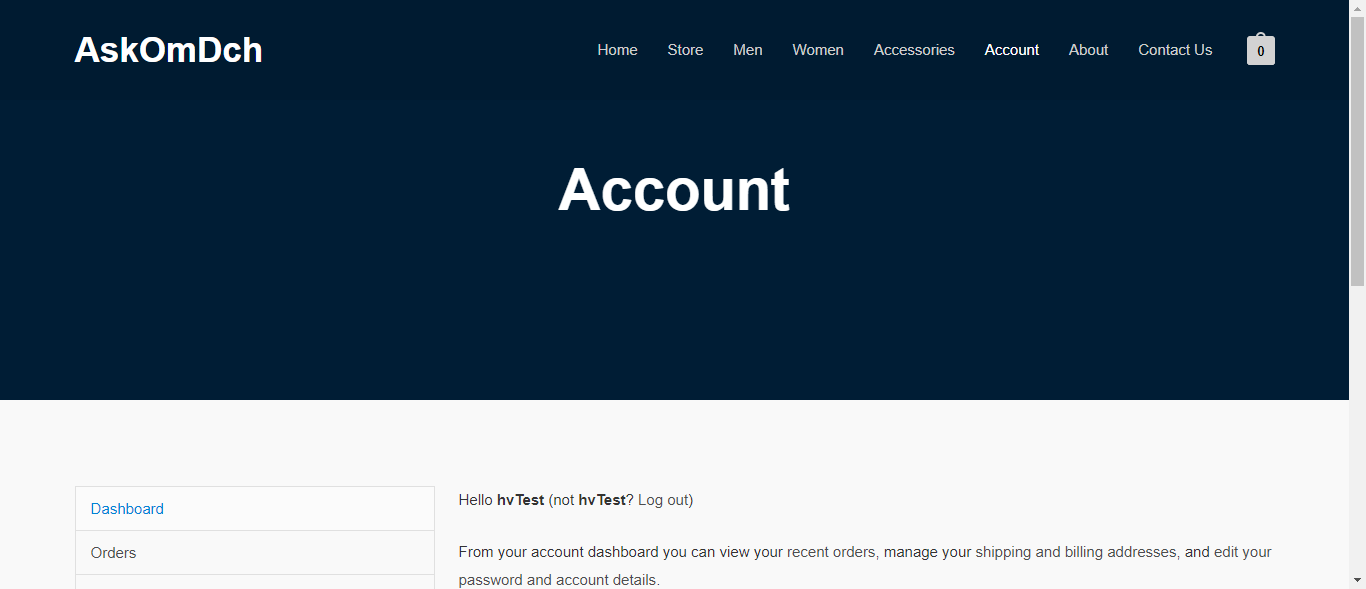 AskOmDch
Home Store Men Women Accessories Account About Contact Us 0
Account
Dashboard
Orders
Hello hvTest (not hvTest? Log out)
From your account dashboard you can view your recent orders, manage your shipping and billing addresses, and edit your
password and account details.